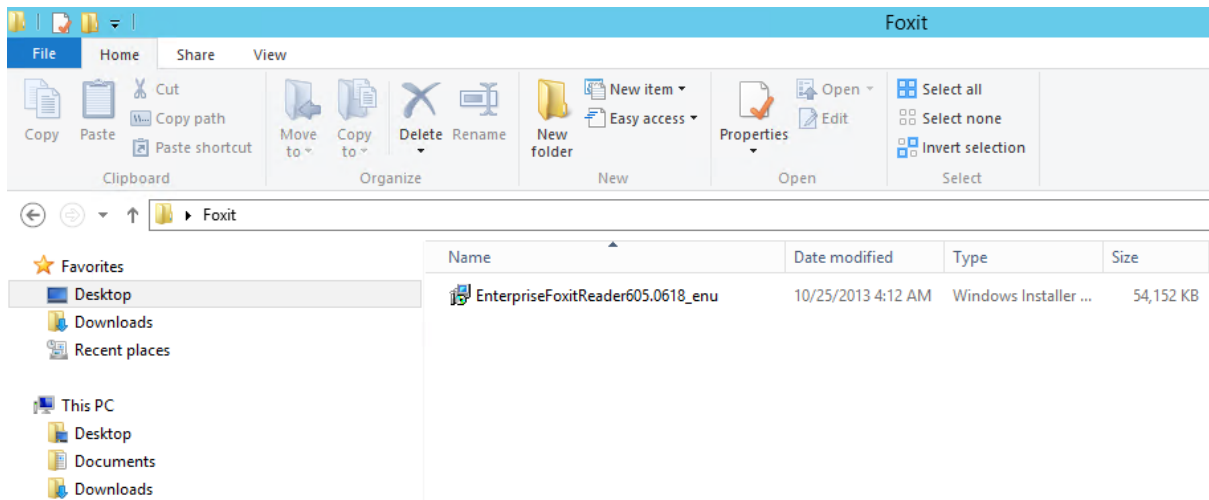 Foxit
File Home Share View
Copy
Paste
Cut
Copy path
Paste shortcut
Clipboard
Move to
Copy to
Delete
Rename
Organize
New folder
New item
Easy access
New
Properties
Open
Edit
Open
Select all
Select none
Invert selection
Select
Foxit
Favorites
Desktop
Downloads
Recent places
This PC
Desktop
Documents
Downloads
Name Date modified Type Size
EnterpriseFoxitReader605.0618_enu 10/25/2013 4:12 AM Windows Installer ... 54,152 KB